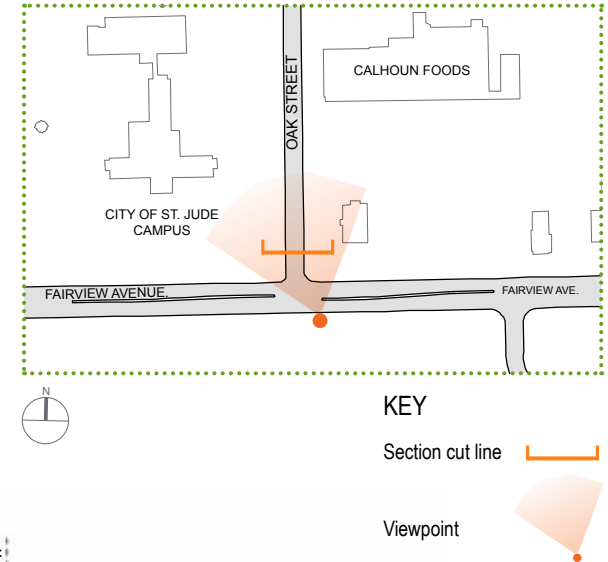 OAK STREET
CALHOUN FOODS
CITY OF ST. JUDE
CAMPUS
FAIRVIEW AVENUE.
FAIRVIEW AVE.
N
KEY
Section cut line
Viewpoint